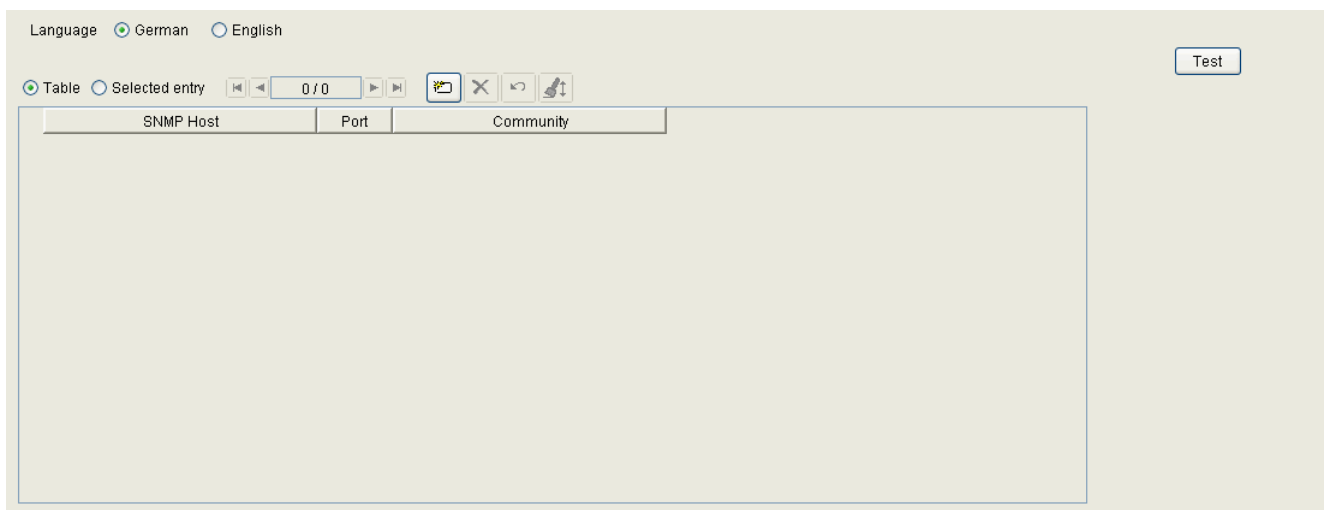 Language German English
Test
Table Selected entry 0 / 0
SNMP Host Port Community